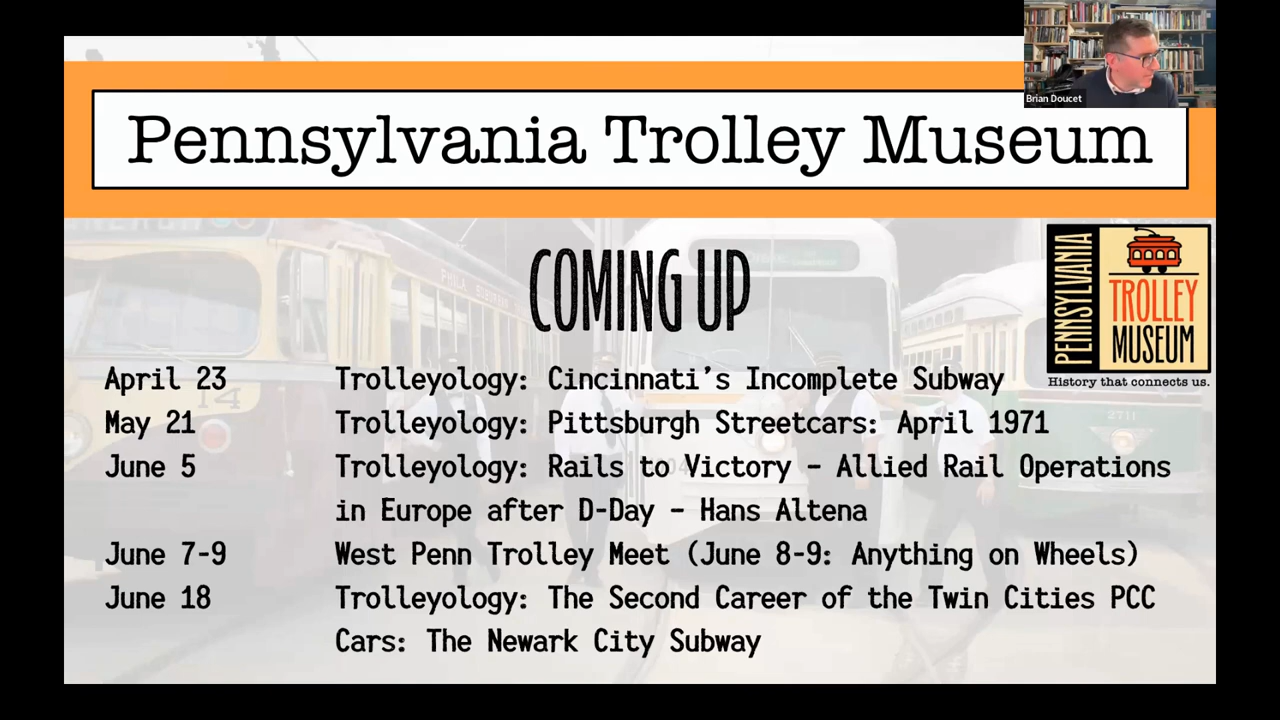 Brian Doucet
Pennsylvania Trolley Museum
COMING UP
PENNSYLVANIA
TROLLEY
MUSEUM
History that connects us.
April 23 Trolleyology: Cincinnati's Incomplete Subway
May 21 Trolleyology: Pittsburgh Streetcars: April 1971
June 5 Trolleyology: Rails to Victory – Allied Rail Operations
in Europe after D-Day – Hans Altena
June 7-9 West Penn Trolley Meet (June 8-9: Anything on Wheels)
June 18 Trolleyology: The Second Career of the Twin Cities PCC
Cars: The Newark City Subway
14
2711